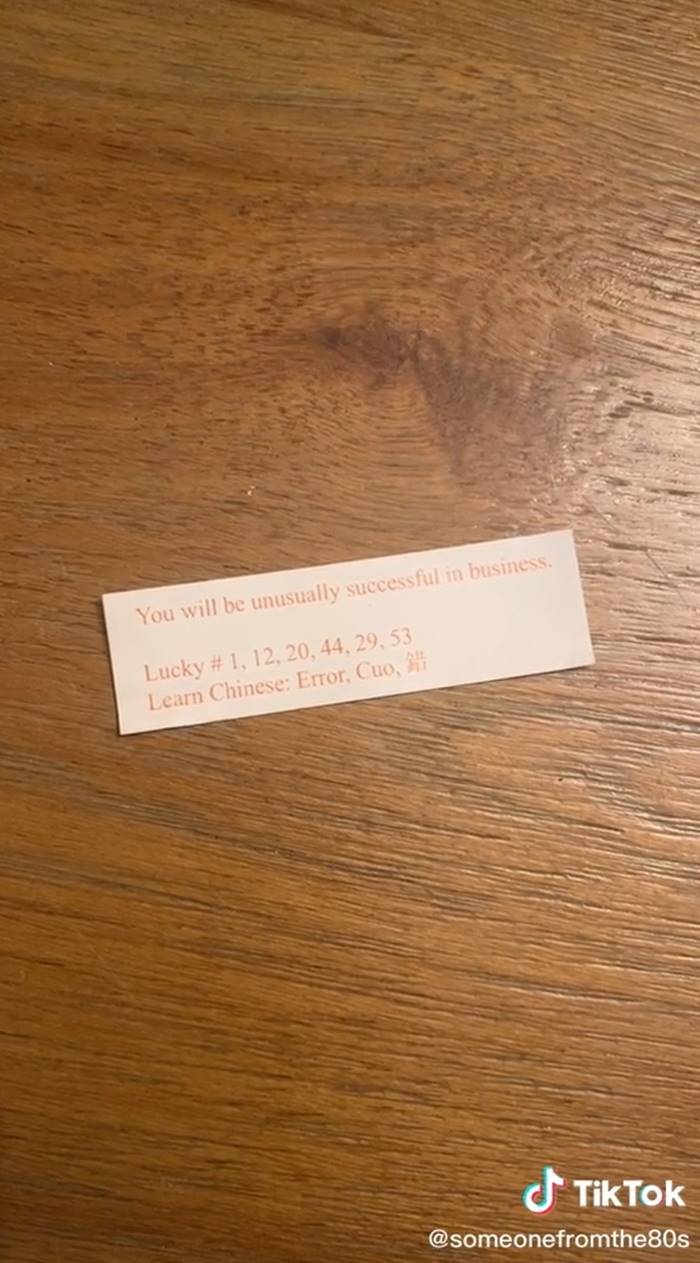 You will be unusually successful in business.
Lucky # 1, 12, 20, 44, 29, 53
Learn Chinese: Error, Cuo, 錯
TikTok
@someonefromthe80s